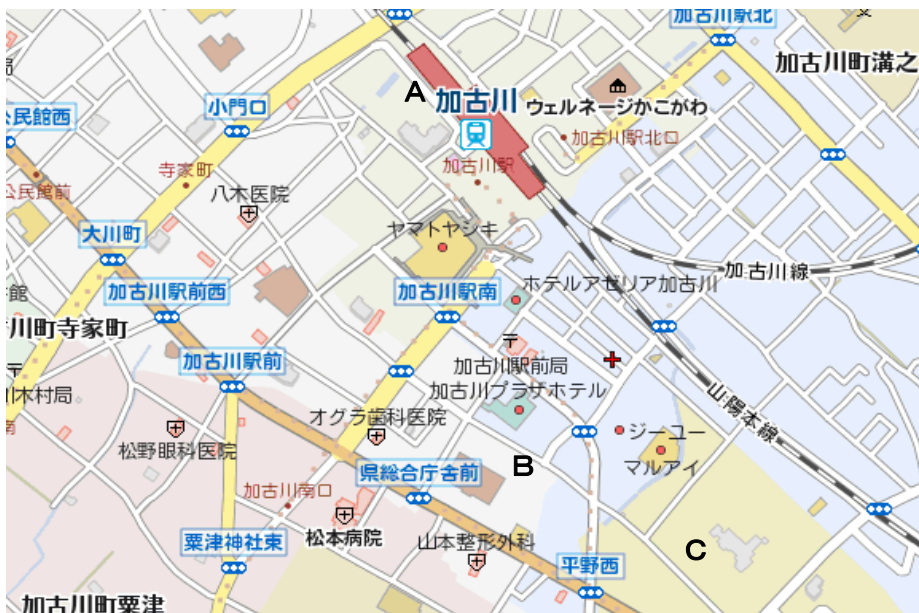 加古川駅北
加古川町溝之
A
加古川
ウェルネージかこがわ
小門口
公民館西
加古川駅
加古川駅北口
寺家町
公民館前
八木医院
大川町
ヤマトヤシキ
加古川線
加古川駅前西
加古川駅南
ホテルアゼリア加古川
川町寺家町
加古川駅前
加古川駅前局
川木村局
加古川プラザホテル
山陽本線
オグラ歯科医院
松野眼科医院
ジーユー
マルアイ
B
県総合庁舎前
加古川南口
粟津神社東
松本病院
山本整形外科
C
平野西
加古川町粟津